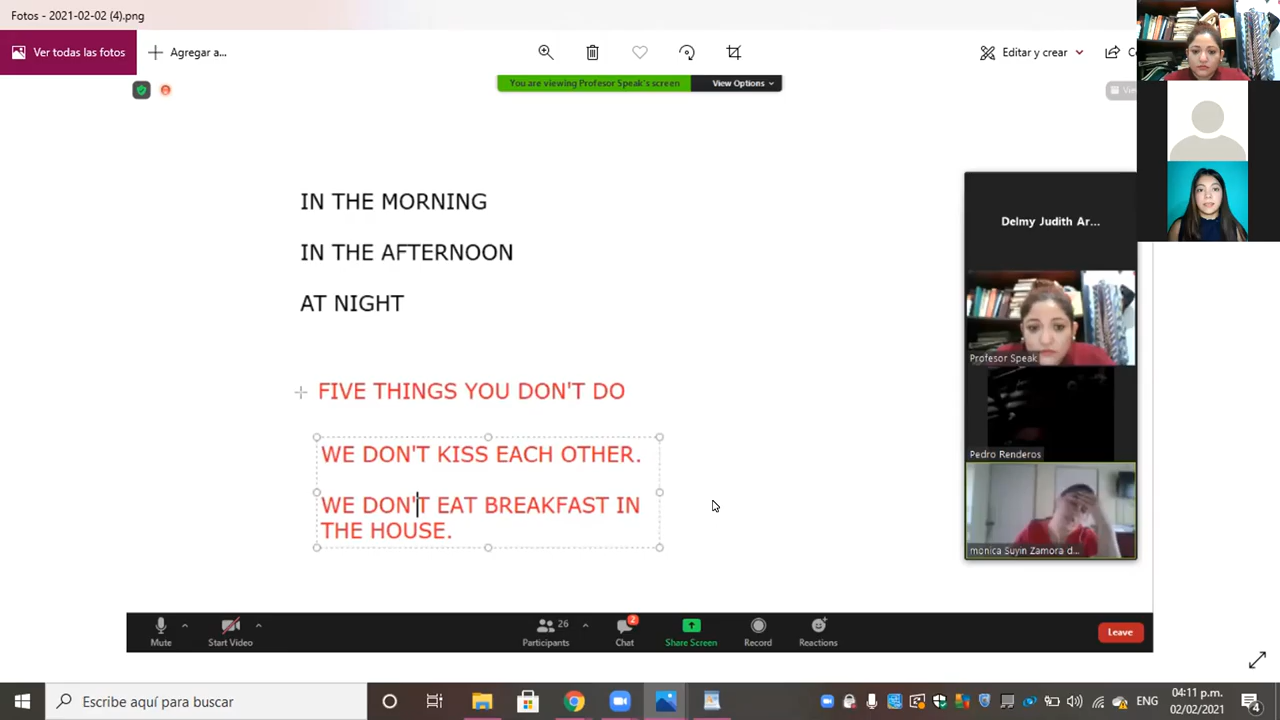 Fotos - 2021-02-02 (4).png
Ver todas las fotos
Agregar a...
Editar y crear
You are viewing Profesor Speak's screen
View Options
IN THE MORNING
IN THE AFTERNOON
AT NIGHT
FIVE THINGS YOU DON'T DO
WE DON'T KISS EACH OTHER.
WE DON'T EAT BREAKFAST IN
THE HOUSE.
Delmy Judith Ar...
Profesor Speak
Pedro Renderos
monica Suyin Zamora d...
Mute
Start Video
26
Participants
2
Chat
Share Screen
Record
Reactions
Leave
Escribe aquí para buscar
ENG
04:11 p.m.
02/02/2021
4